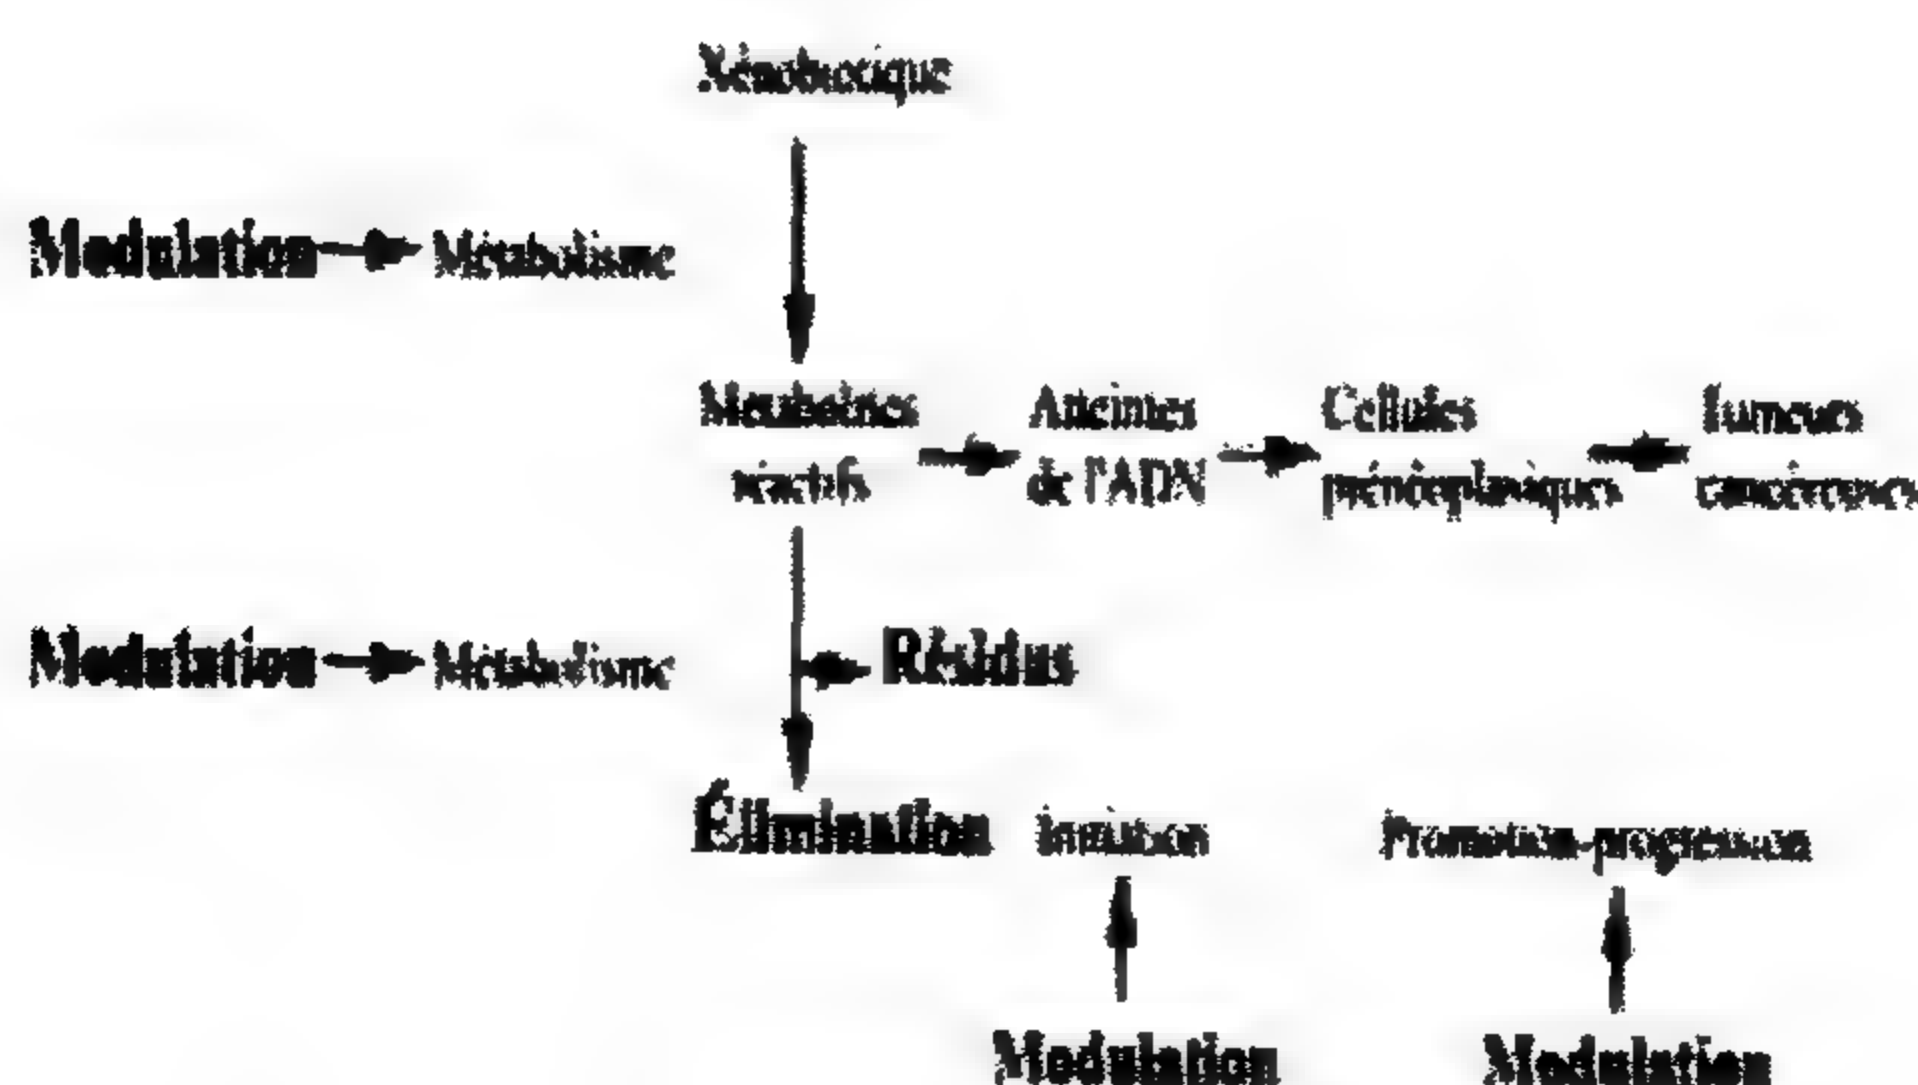 Xénobiotique
Modulation Métabolisme
Métabolites Atteintes Cellules Tumeurs
réactifs de l'ADN prénéoplasiques cancéreuses
Modulation Métabolisme Résidus
Élimination Initiation Promotion-progression
Modulation Modulation